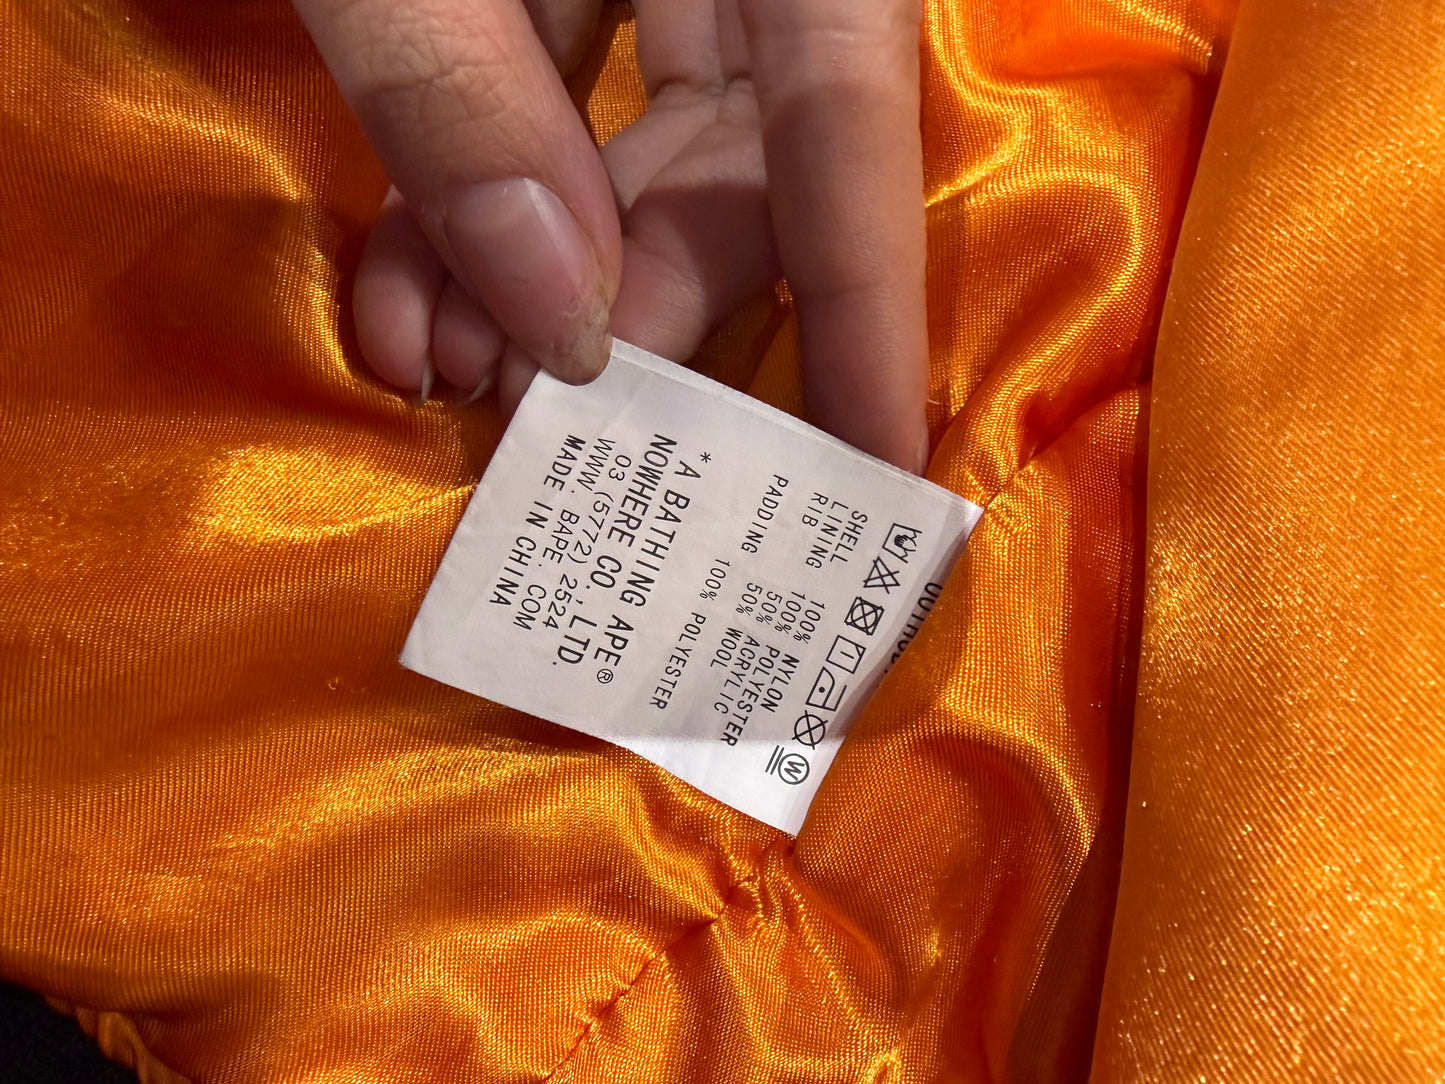 W
SHELL 100% NYLON
LINING 100% POLYESTER
RIB 50% ACRYLIC
50% WOOL
PADDING 100% POLYESTER
* A BATHING APE®
NOWHERE CO., LTD.
03 (5772) 2524
WWW. BAPE. COM
MADE IN CHINA